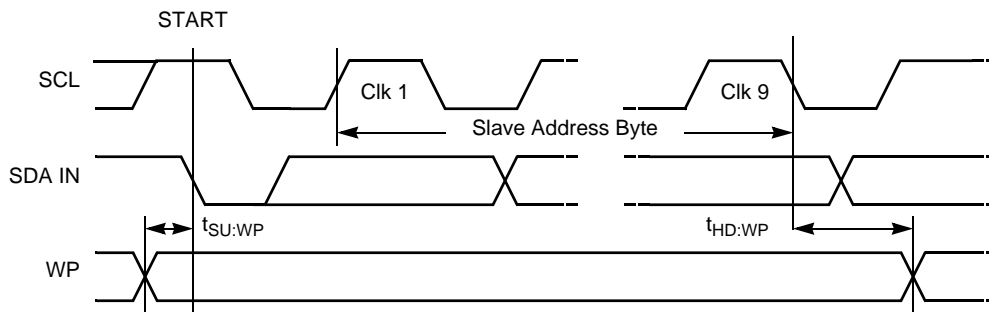 START
SCL
Clk 1
Clk 9
Slave Address Byte
SDA IN
tSU:WP
tHD:WP
WP